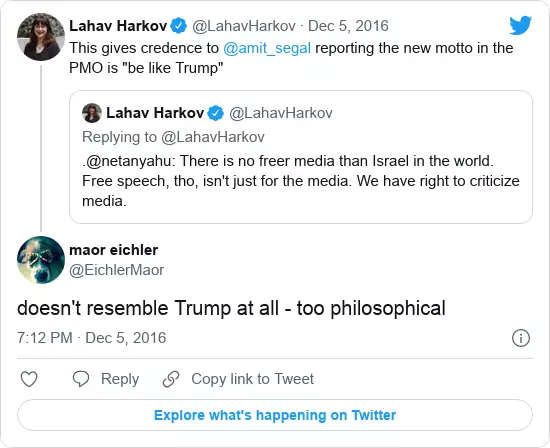 Lahav Harkov @LahavHarkov · Dec 5, 2016
This gives credence to @amit_segal reporting the new motto in the
PMO is "be like Trump"
Lahav Harkov @LahavHarkov
Replying to @LahavHarkov
.@netanyahu: There is no freer media than Israel in the world.
Free speech, tho, isn't just for the media. We have right to criticize
media.
maor eichler
@EichlerMaor
doesn't resemble Trump at all - too philosophical
7:12 PM · Dec 5, 2016
Reply
Copy link to Tweet
Explore what's happening on Twitter